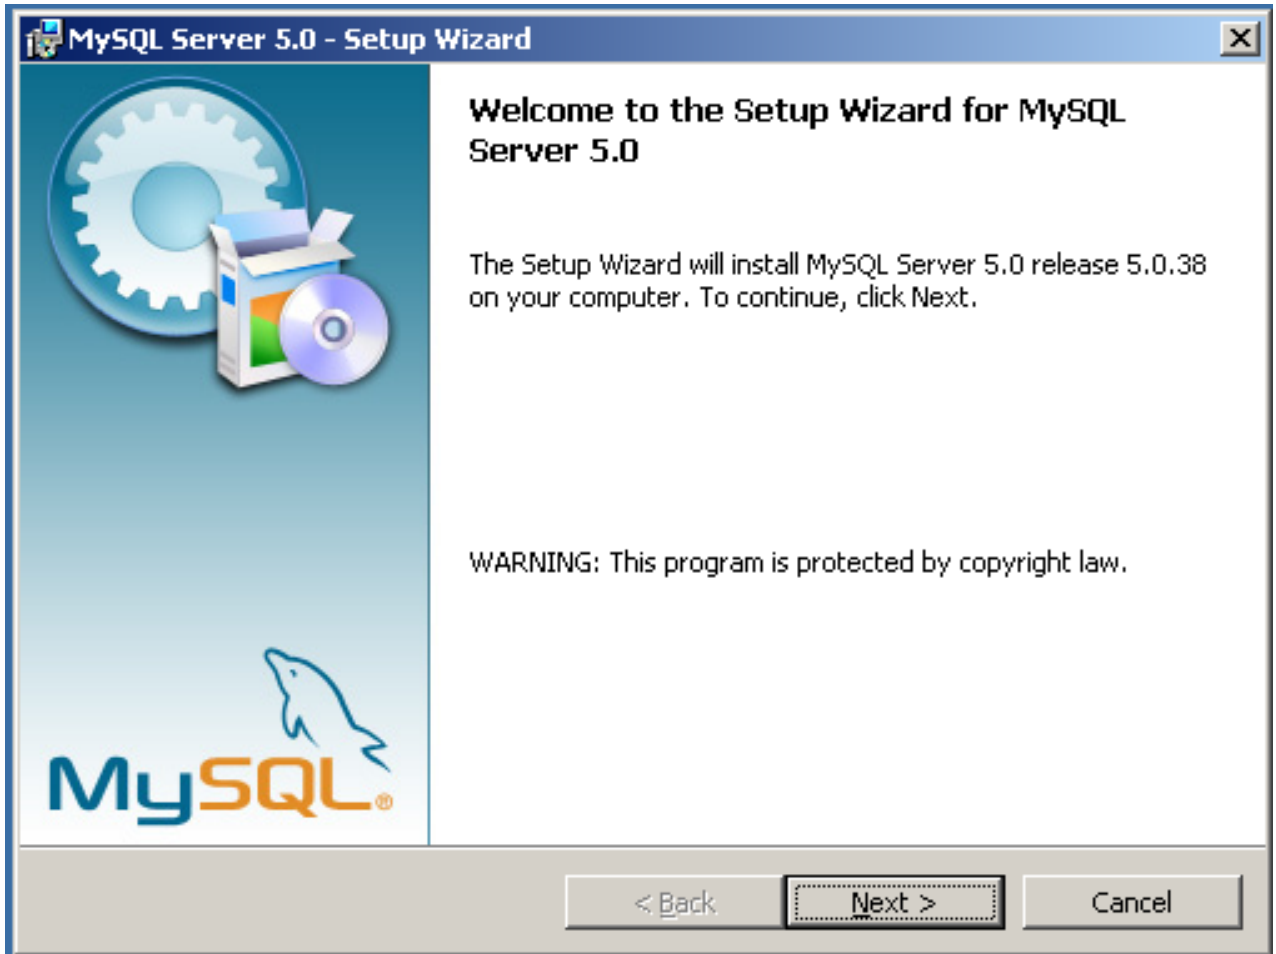 MySQL Server 5.0 - Setup Wizard
Welcome to the Setup Wizard for MySQL
Server 5.0
The Setup Wizard will install MySQL Server 5.0 release 5.0.38
on your computer. To continue, click Next.
WARNING: This program is protected by copyright law.
MySQL®
< Back
Next >
Cancel